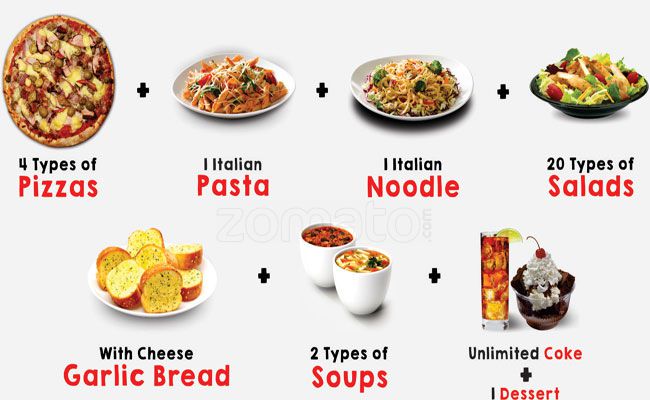 4 Types of
Pizzas
+
1 Italian
Pasta
+
1 Italian
Noodle
+
20 Types of
Salads
zomato.com
With Cheese
Garlic Bread
+
2 Types of
Soups
+
Unlimited Coke
+
1 Dessert